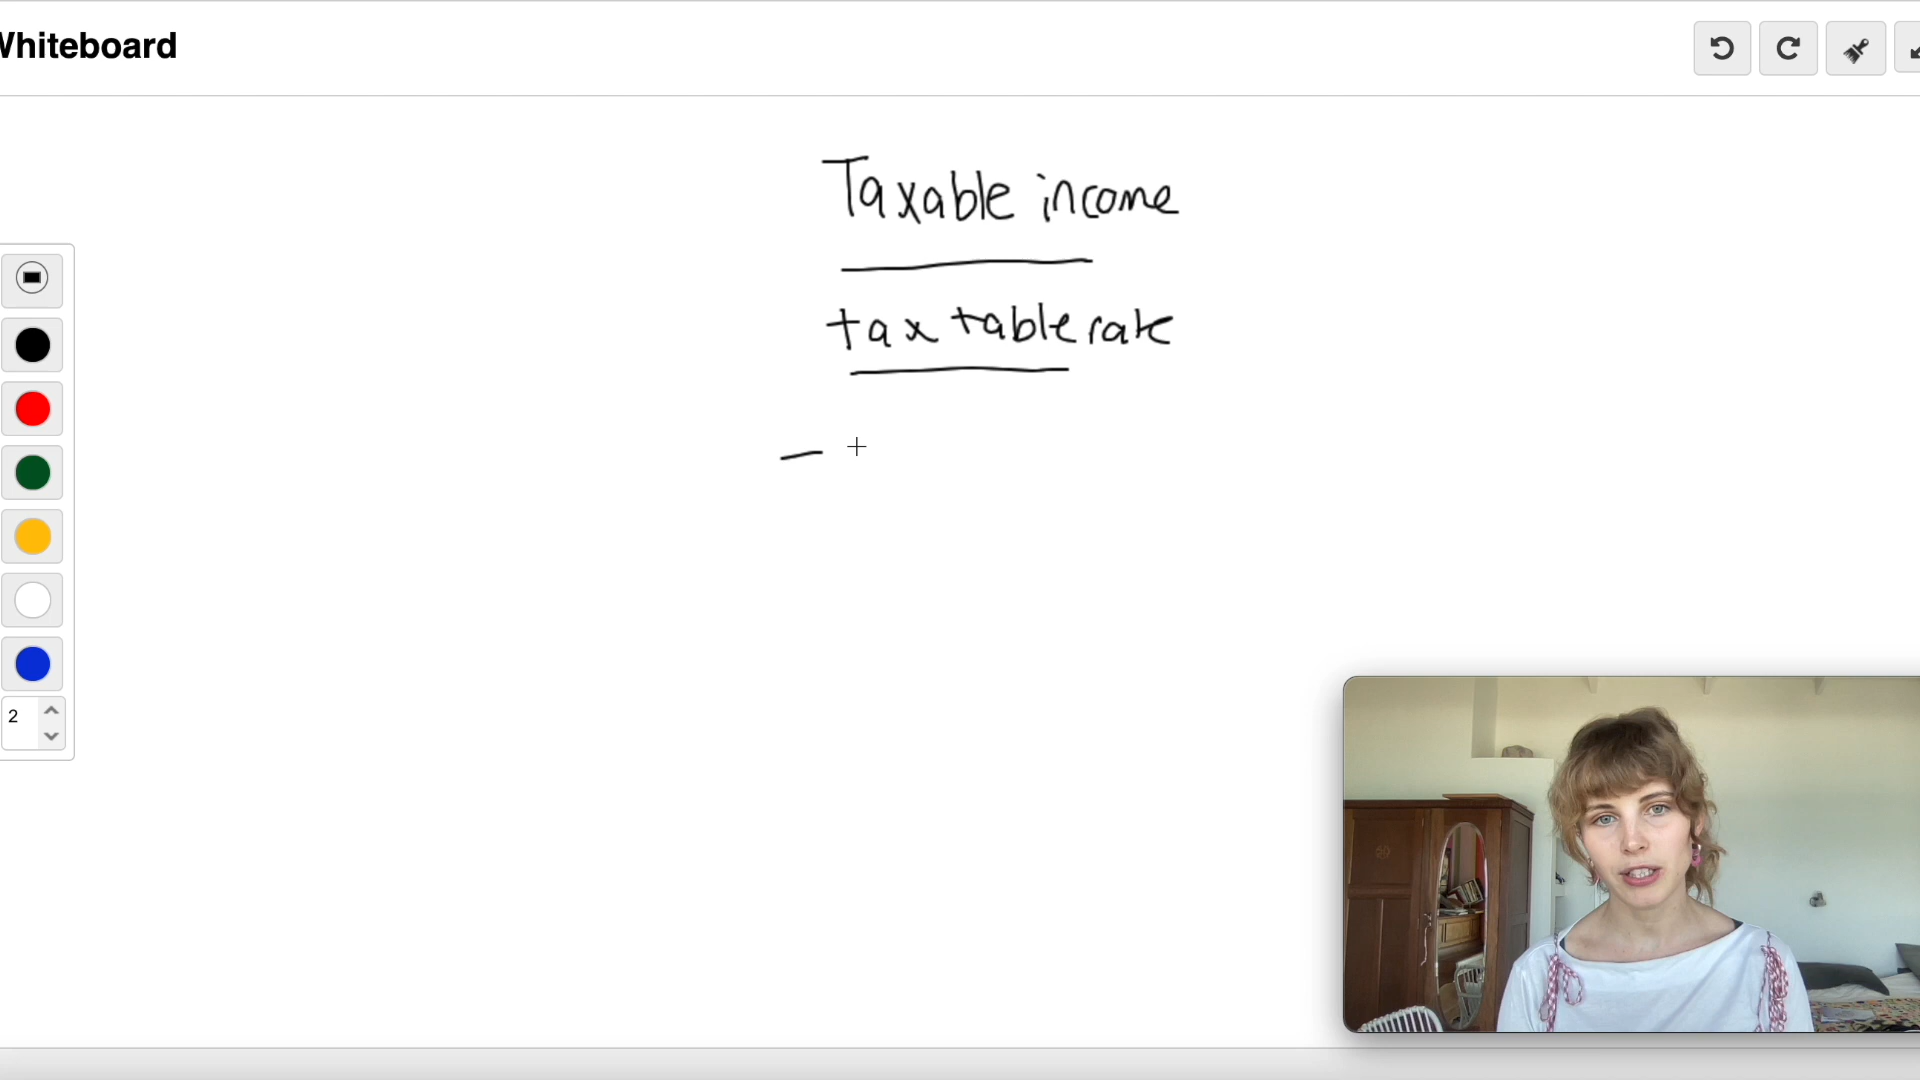 Whiteboard
Taxable income
tax table rate
—
2